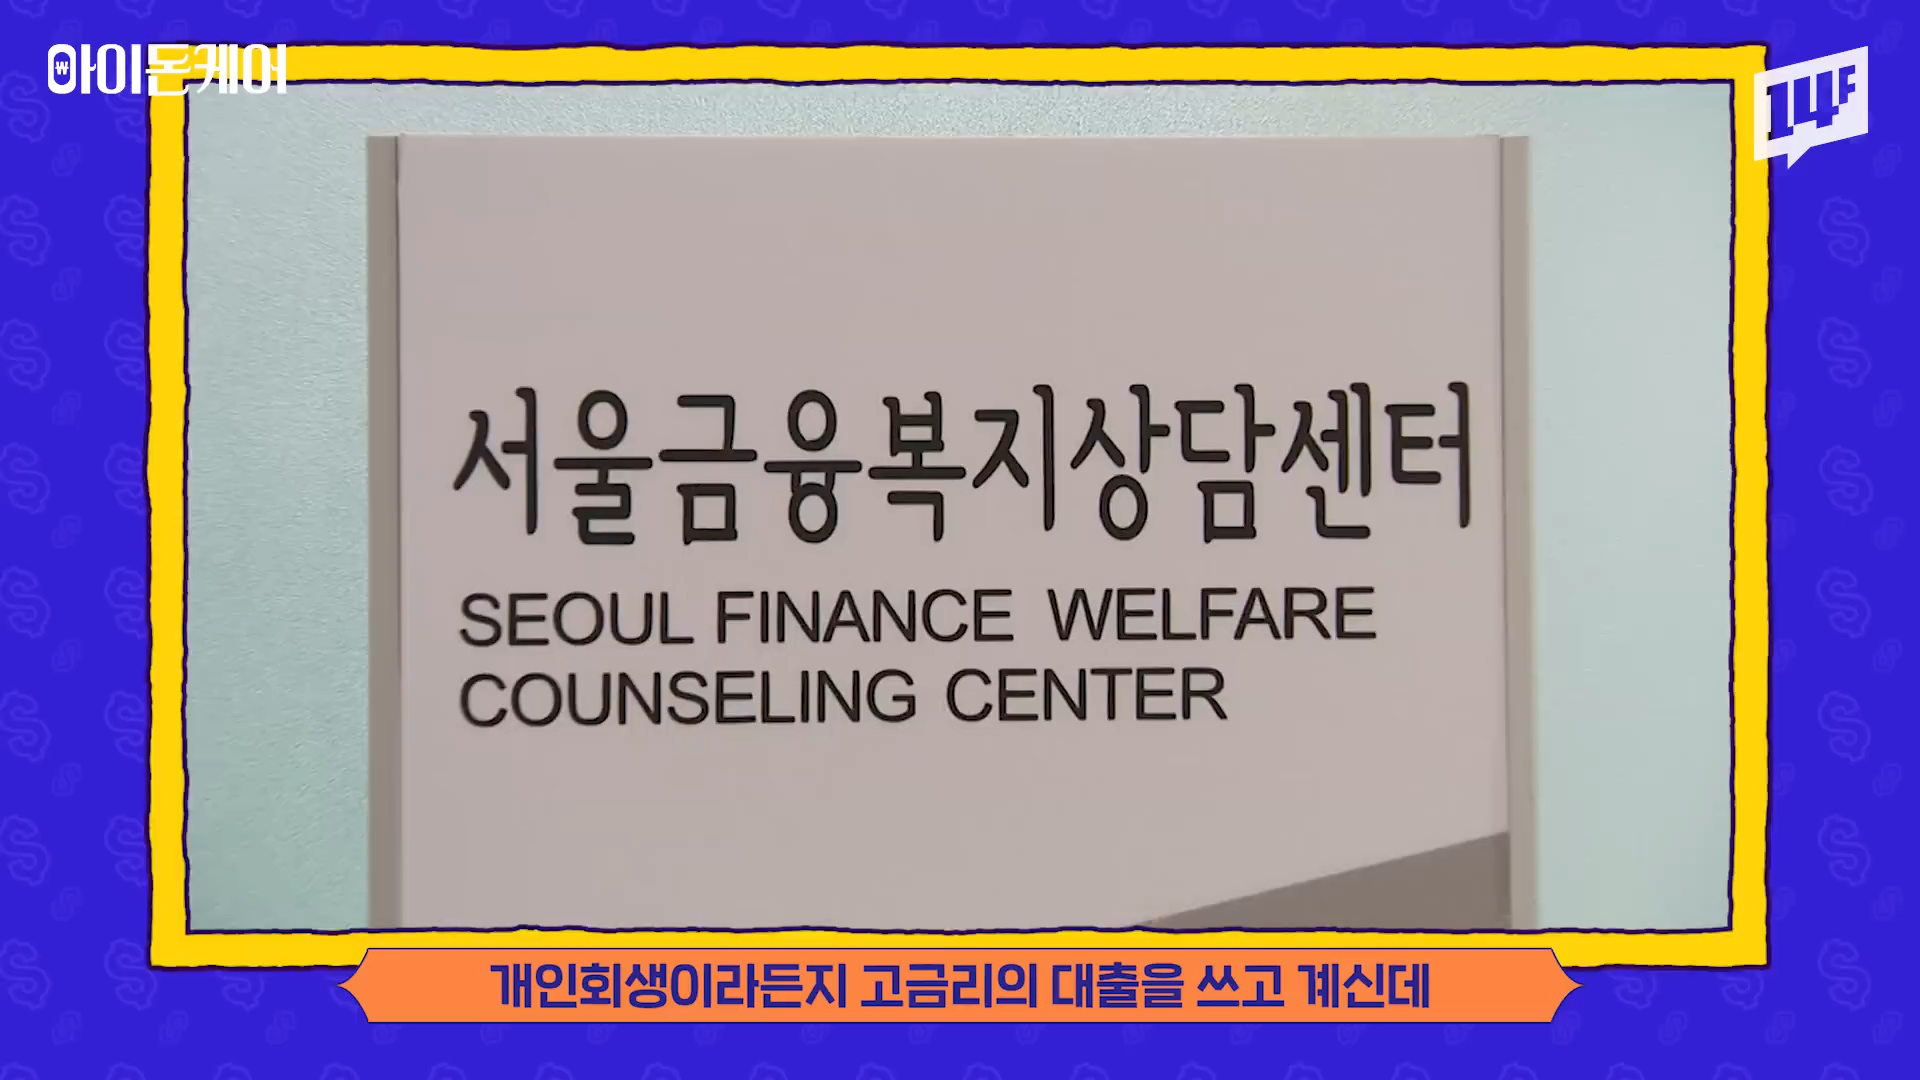 아이돈케어
14F
서울금융복지상담센터
SEOUL FINANCE WELFARE
COUNSELING CENTER
개인회생이라든지 고금리의 대출을 쓰고 계신데